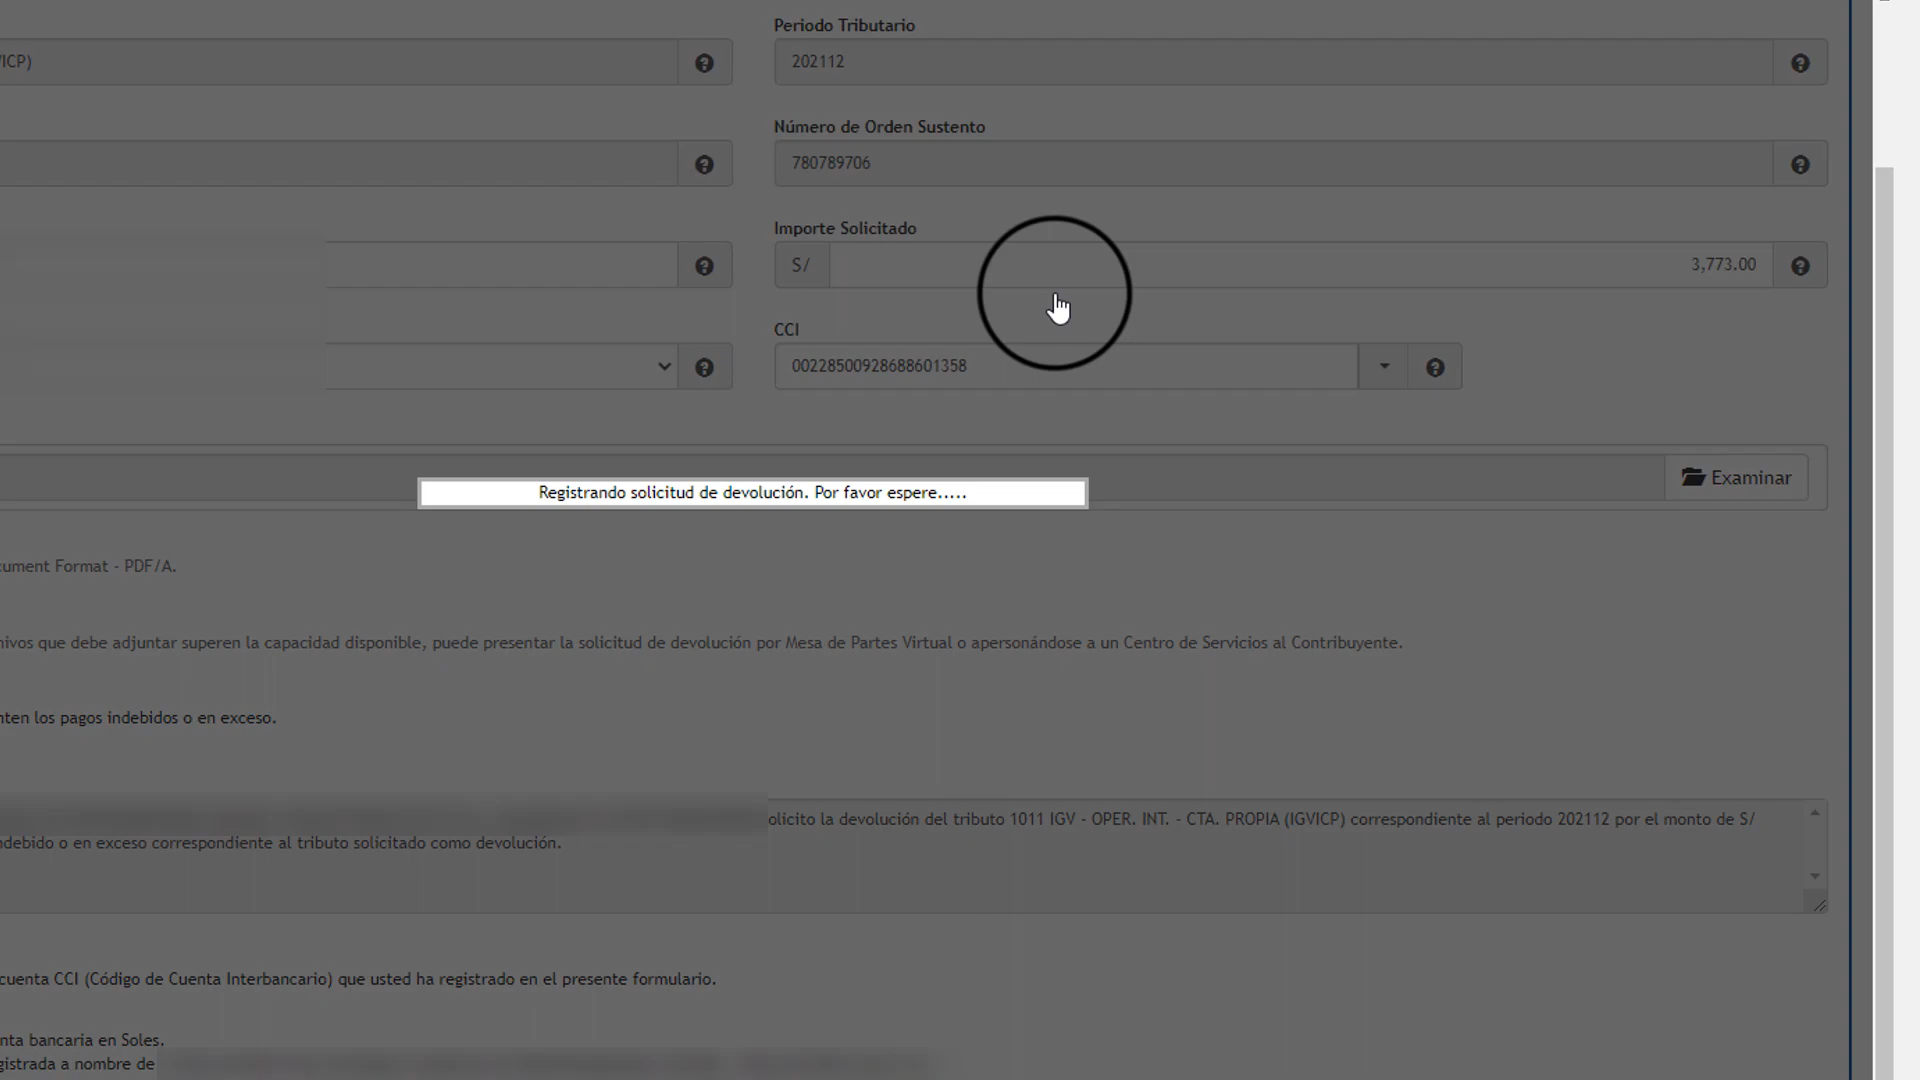 Periodo Tributario
VICP)
202112
Número de Orden Sustento
780789706
Importe Solicitado
S/
3,773.00
CCI
00228500928688601358
Examinar
Registrando solicitud de devolución. Por favor espere.....
cument Format - PDF/A.
nivos que debe adjuntar superen la capacidad disponible, puede presentar la solicitud de devolución por Mesa de Partes Virtual o apersonándose a un Centro de Servicios al Contribuyente.
nten los pagos indebidos o en exceso.
olicito la devolución del tributo 1011 IGV - OPER. INT. - CTA. PROPIA (IGVICP) correspondiente al periodo 202112 por el monto de S/
ndebido o en exceso correspondiente al tributo solicitado como devolución.
cuenta CCI (Código de Cuenta Interbancario) que usted ha registrado en el presente formulario.
nta bancaria en Soles.
gistrada a nombre de